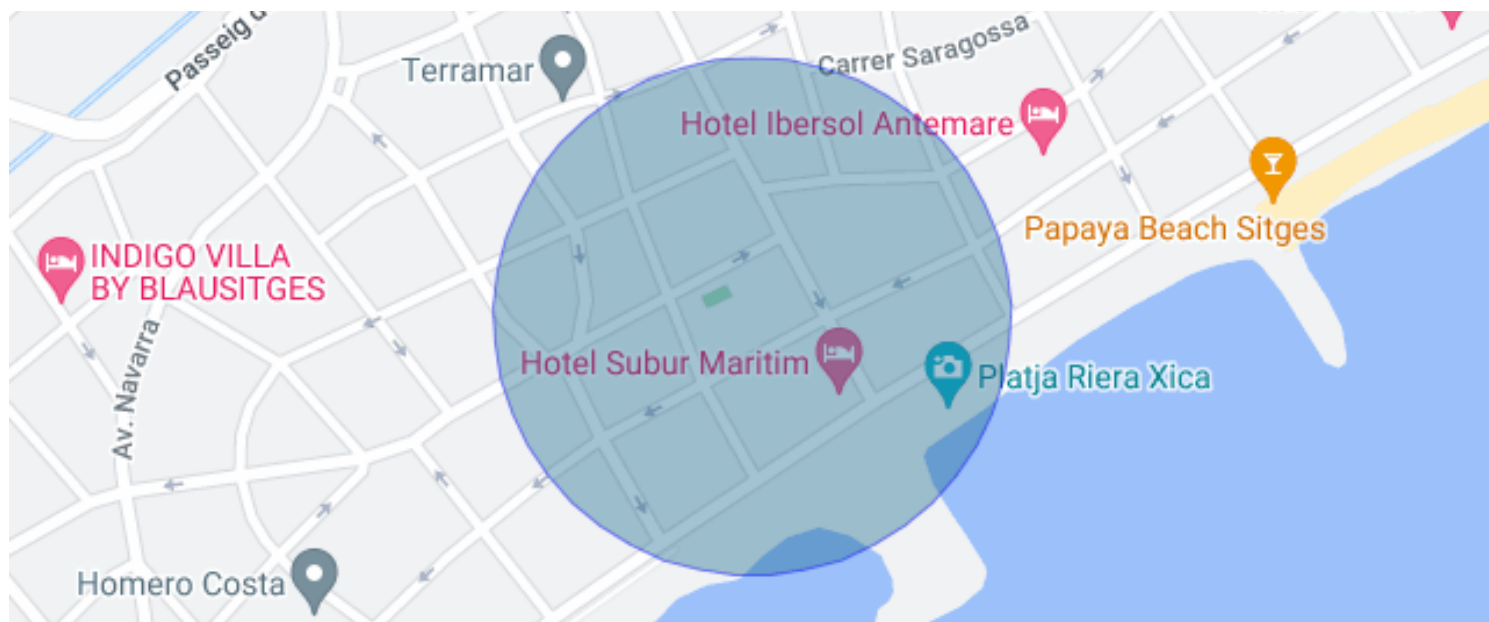 Passeig d
Terramar
Carrer Saragossa
Hotel Ibersol Antemare
Papaya Beach Sitges
INDIGO VILLA
BY BLAUSITGES
Av. Navarra
Hotel Subur Maritim
Platja Riera Xica
Homero Costa